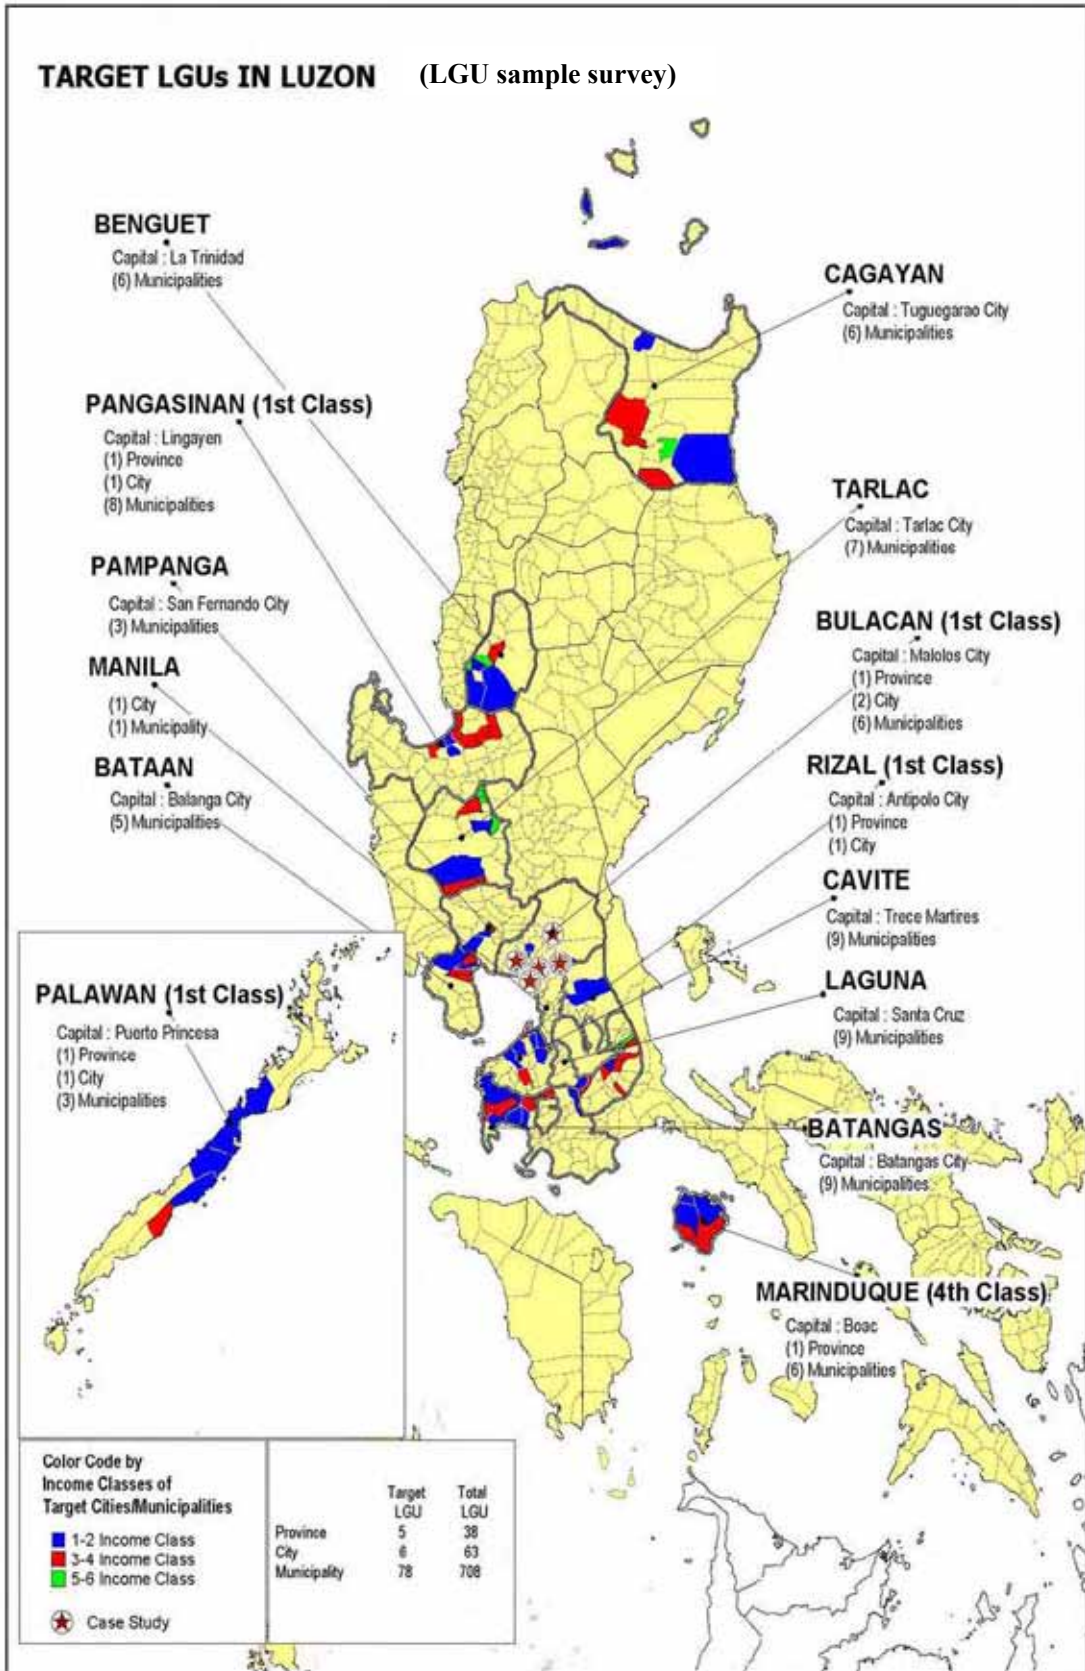 TARGET LGUs IN LUZON (LGU sample survey)
BENGUET
Capital : La Trinidad
(6) Municipalities
CAGAYAN
Capital : Tuguegarao City
(6) Municipalities
PANGASINAN (1st Class)
Capital : Lingayen
(1) Province
(1) City
(8) Municipalities
TARLAC
Capital : Tarlac City
(7) Municipalities
PAMPANGA
Capital : San Fernando City
(3) Municipalities
BULACAN (1st Class)
Capital : Malolos City
(1) Province
(2) City
(6) Municipalities
MANILA
(1) City
(1) Municipality
RIZAL (1st Class)
Capital : Antipolo City
(1) Province
(1) City
BATAAN
Capital : Balanga City
(5) Municipalities
CAVITE
Capital : Trece Martires
(9) Municipalities
LAGUNA
Capital : Santa Cruz
(9) Municipalities
PALAWAN (1st Class)
Capital : Puerto Princesa
(1) Province
(1) City
(3) Municipalities
BATANGAS
Capital : Batangas City
(9) Municipalities
MARINDUQUE (4th Class)
Capital : Boac
(1) Province
(6) Municipalities
Color Code by
Income Classes of
Target Cities/Municipalities
1-2 Income Class
3-4 Income Class
5-6 Income Class
Case Study
Target Total
LGU LGU
Province 5 38
City 6 63
Municipality 78 708